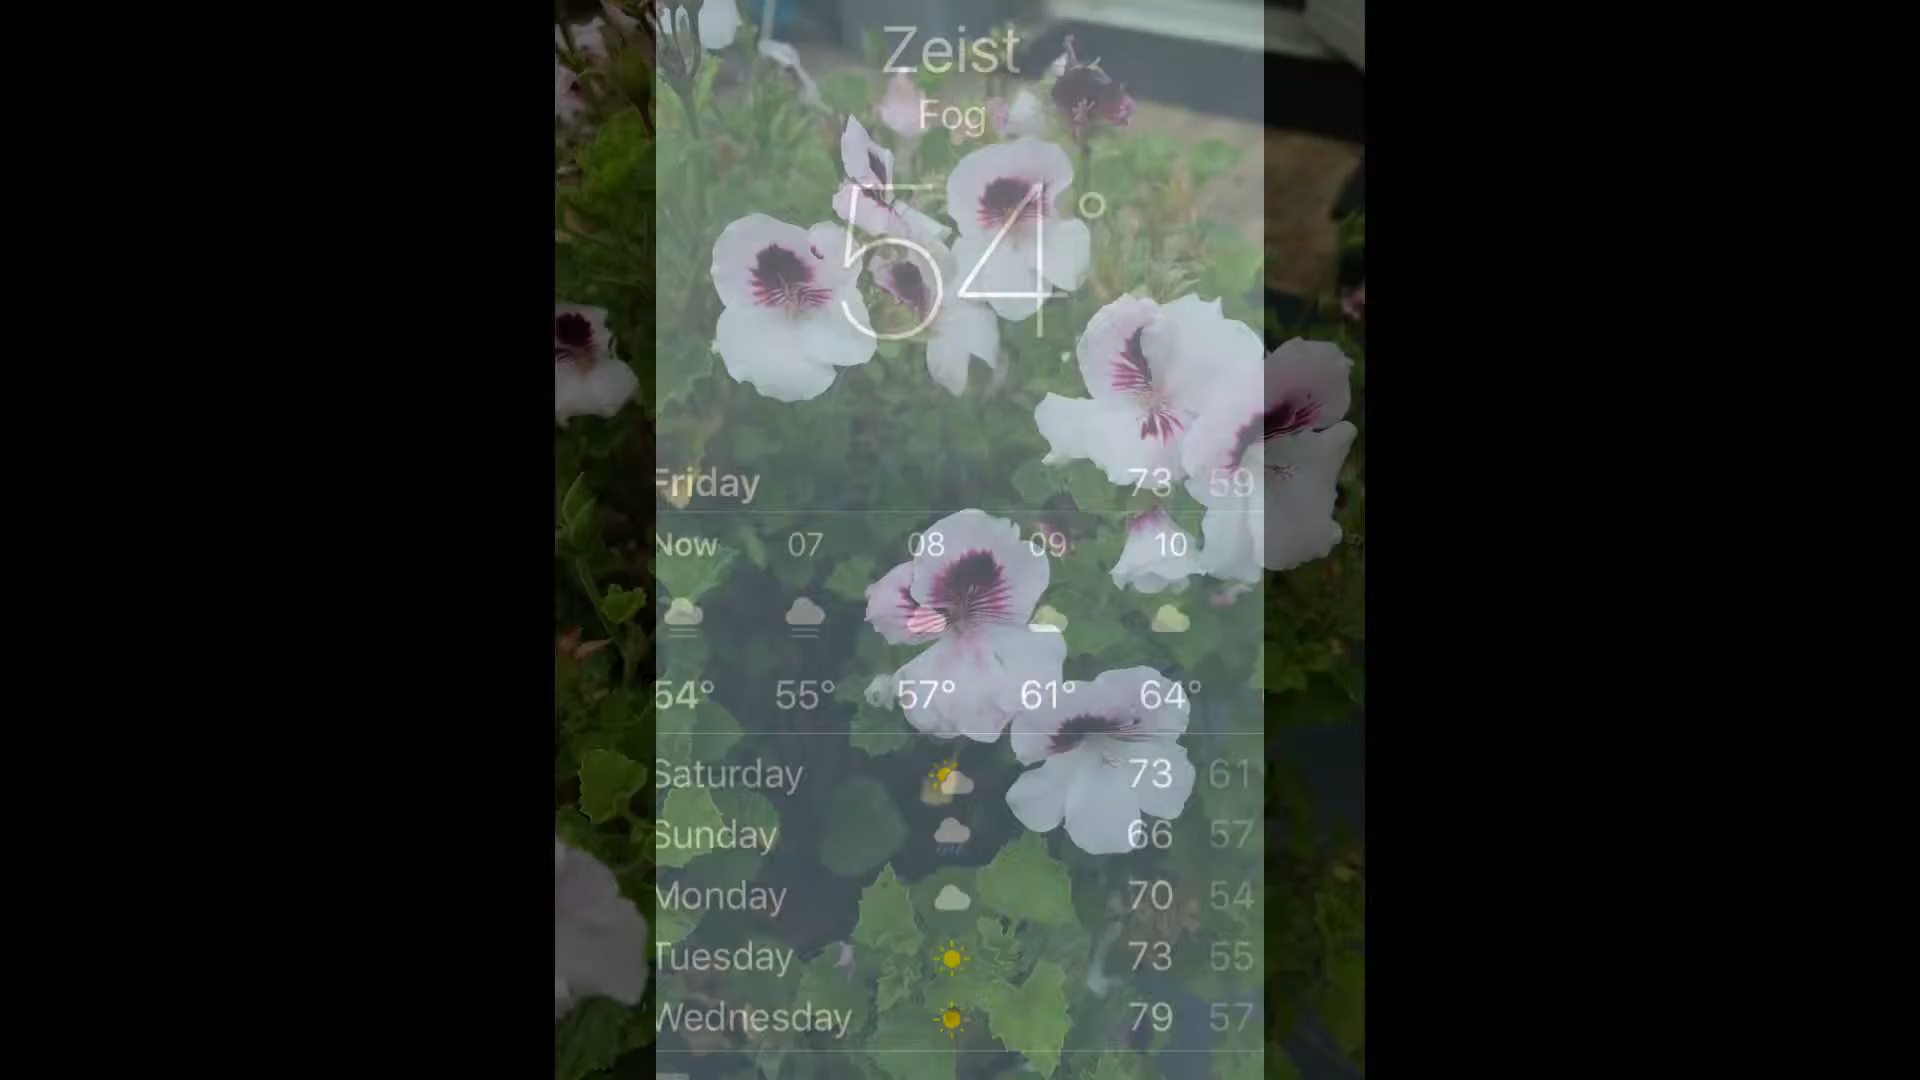 Zeist
Fog
54°
Friday 73 59
Now 07 08 09 10
54° 55° 57° 61° 64°
Saturday 73 61
Sunday 66 57
Monday 70 54
Tuesday 73 55
Wednesday 79 57